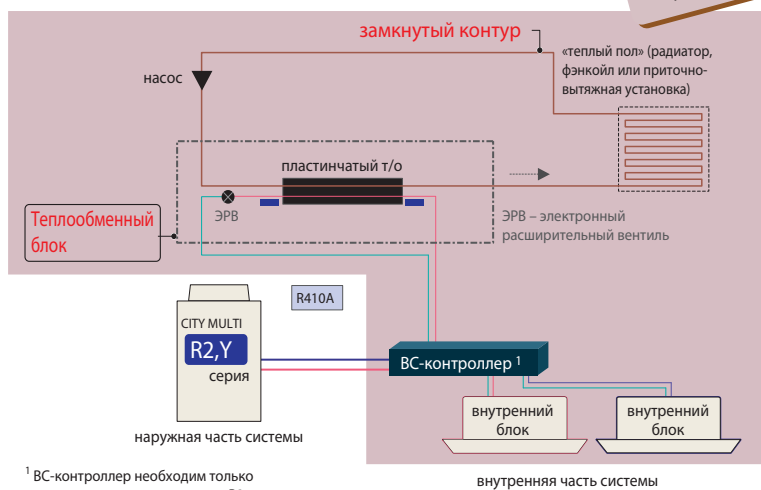 замкнутый контур
«теплый пол» (радиатор,
фэнкойл или приточно-
вытяжная установка)
насос
пластинчатый т/о
ЭРВ
Теплообменный
блок
ЭРВ – электронный
расширительный вентиль
R410A
CITY MULTI
R2,Y
серия
ВС-контроллер 1
внутренний
блок
внутренний
блок
наружная часть системы
внутренняя часть системы
1 ВС-контроллер необходим только